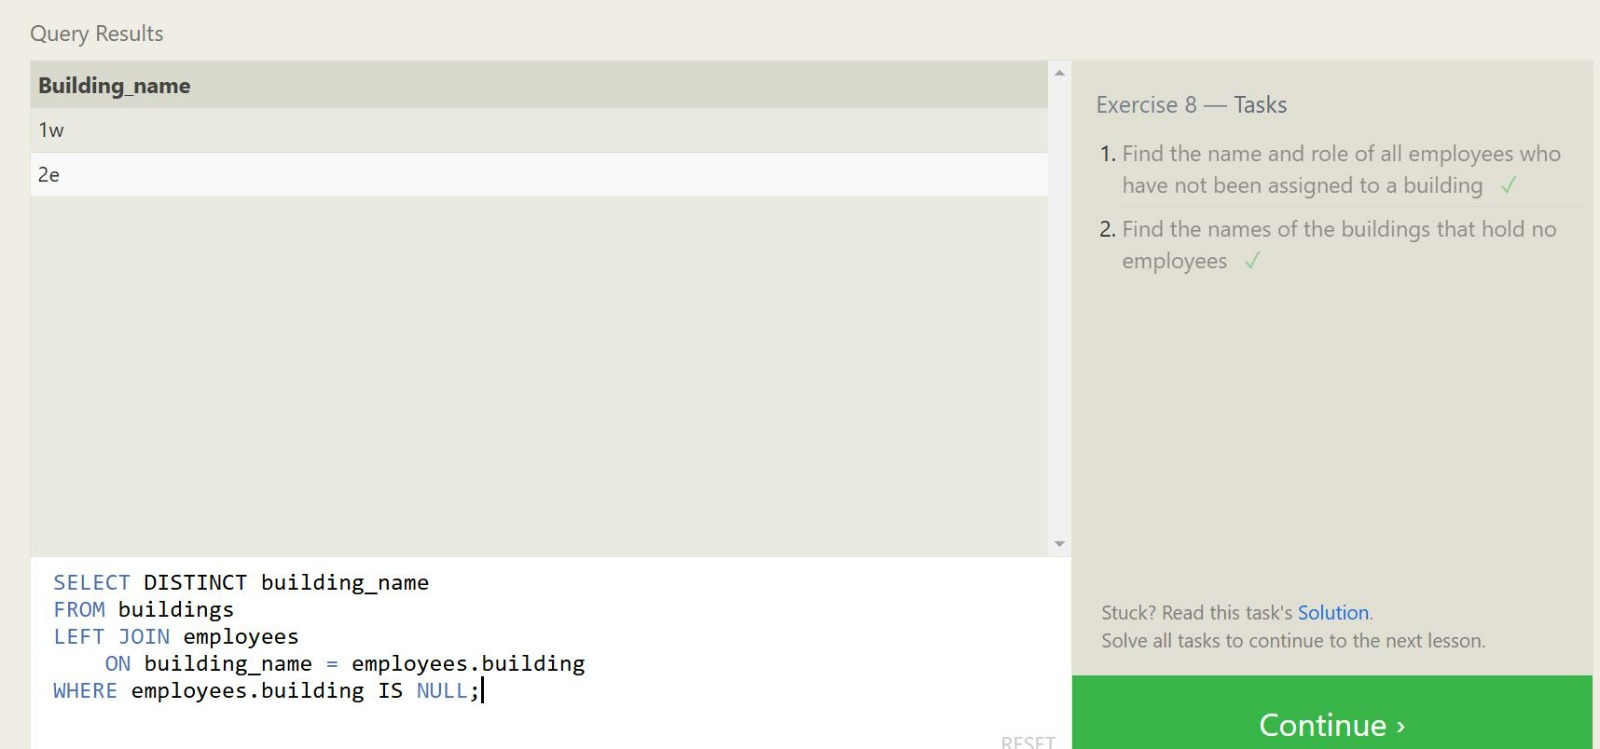 Query Results
Building_name
1w
2e
Exercise 8 — Tasks
1. Find the name and role of all employees who
have not been assigned to a building ✓
2. Find the names of the buildings that hold no
employees ✓
Stuck? Read this task's Solution.
Solve all tasks to continue to the next lesson.
Continue ›
SELECT DISTINCT building_name
FROM buildings
LEFT JOIN employees
    ON building_name = employees.building
WHERE employees.building IS NULL;
RESET